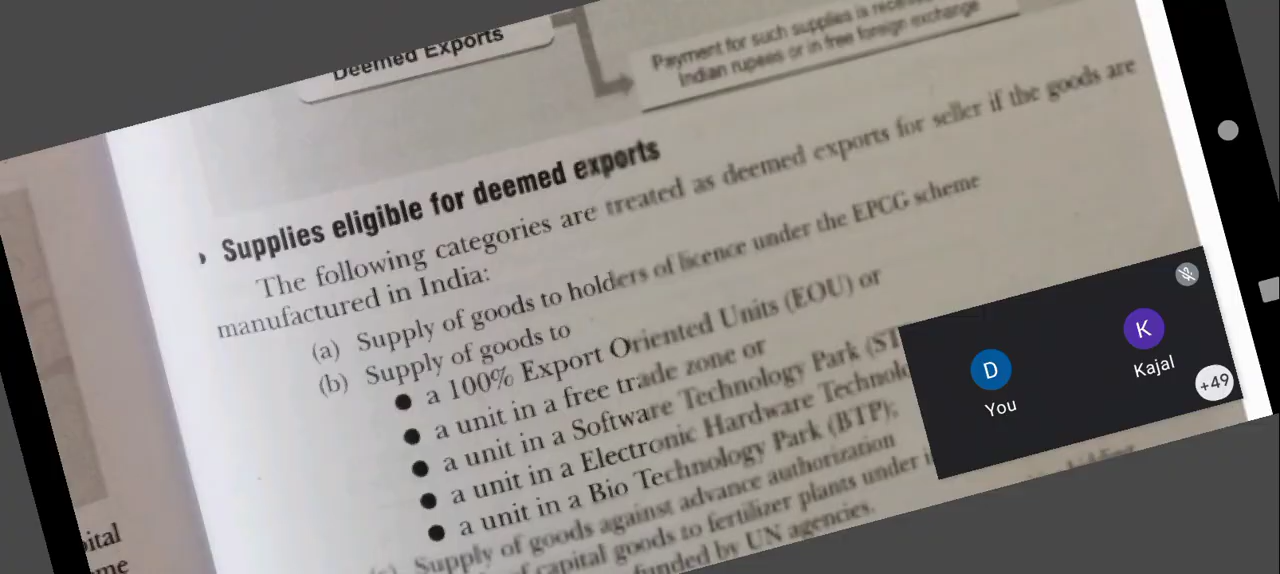 Deemed Exports
Payment for such supplies is
Indian rupees or in free foreign exchange
Supplies eligible for deemed exports
The following categories are treated as deemed exports for seller if the goods are
manufactured in India:
(a) Supply of goods to holders of licence under the EPCG scheme
(b) Supply of goods to
● a 100% Export Oriented Units (EOU) or
● a unit in a free trade zone or
● a unit in a Software Technology Park
● a unit in a Electronic Hardware
● a unit in a Bio Technology Park (BTP);
Supply of goods against advance authorization
of capital goods to fertilizer plants under
funded by UN agencies.
D
You
K
Kajal
+49